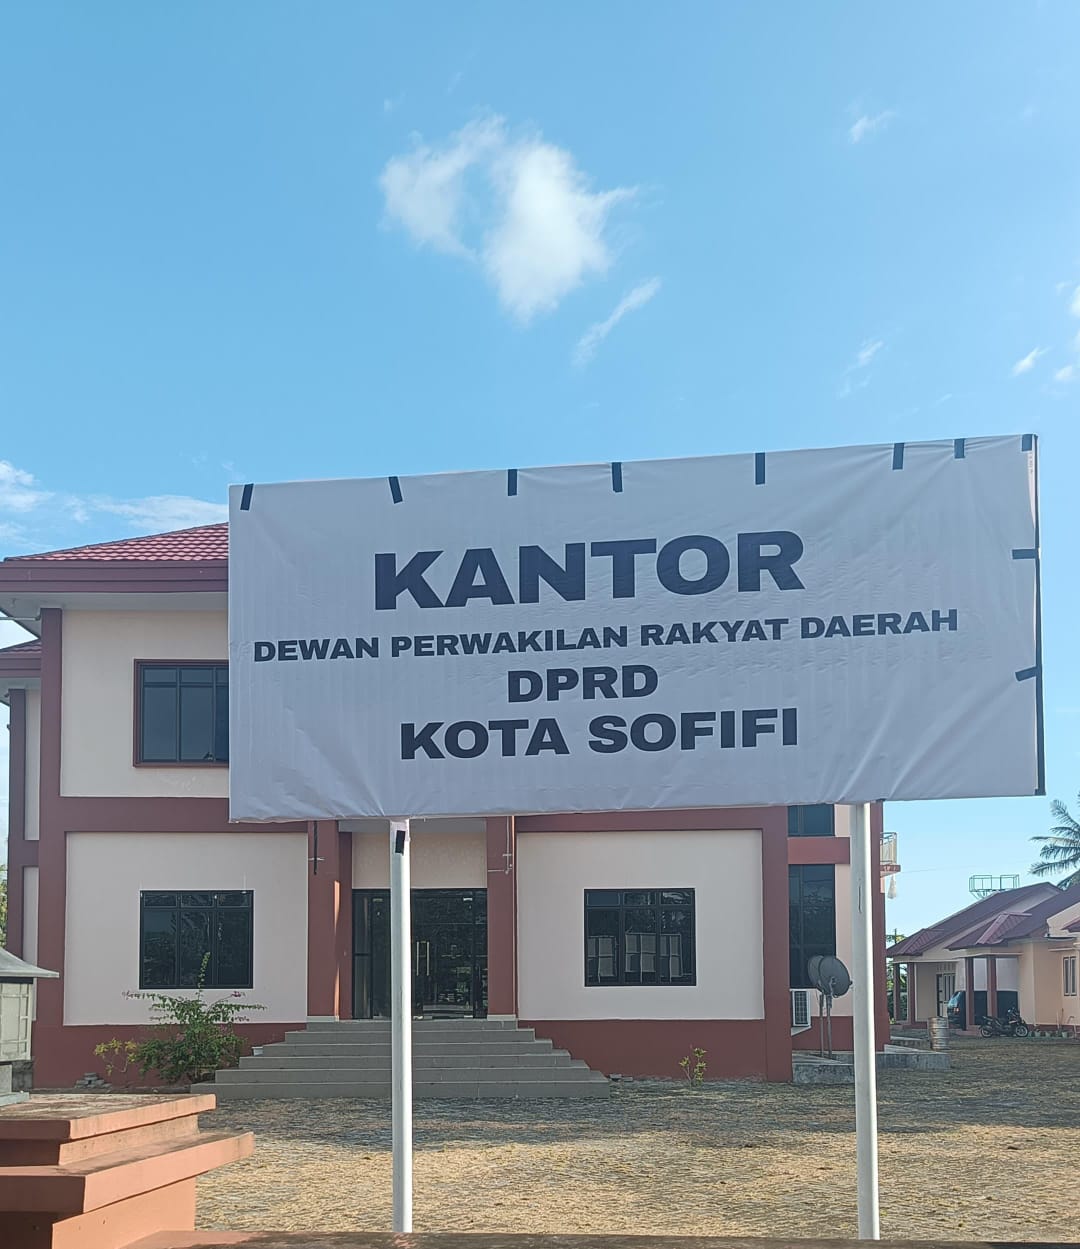 KANTOR
DEWAN PERWAKILAN RAKYAT DAERAH
DPRD
KOTA SOFIFI